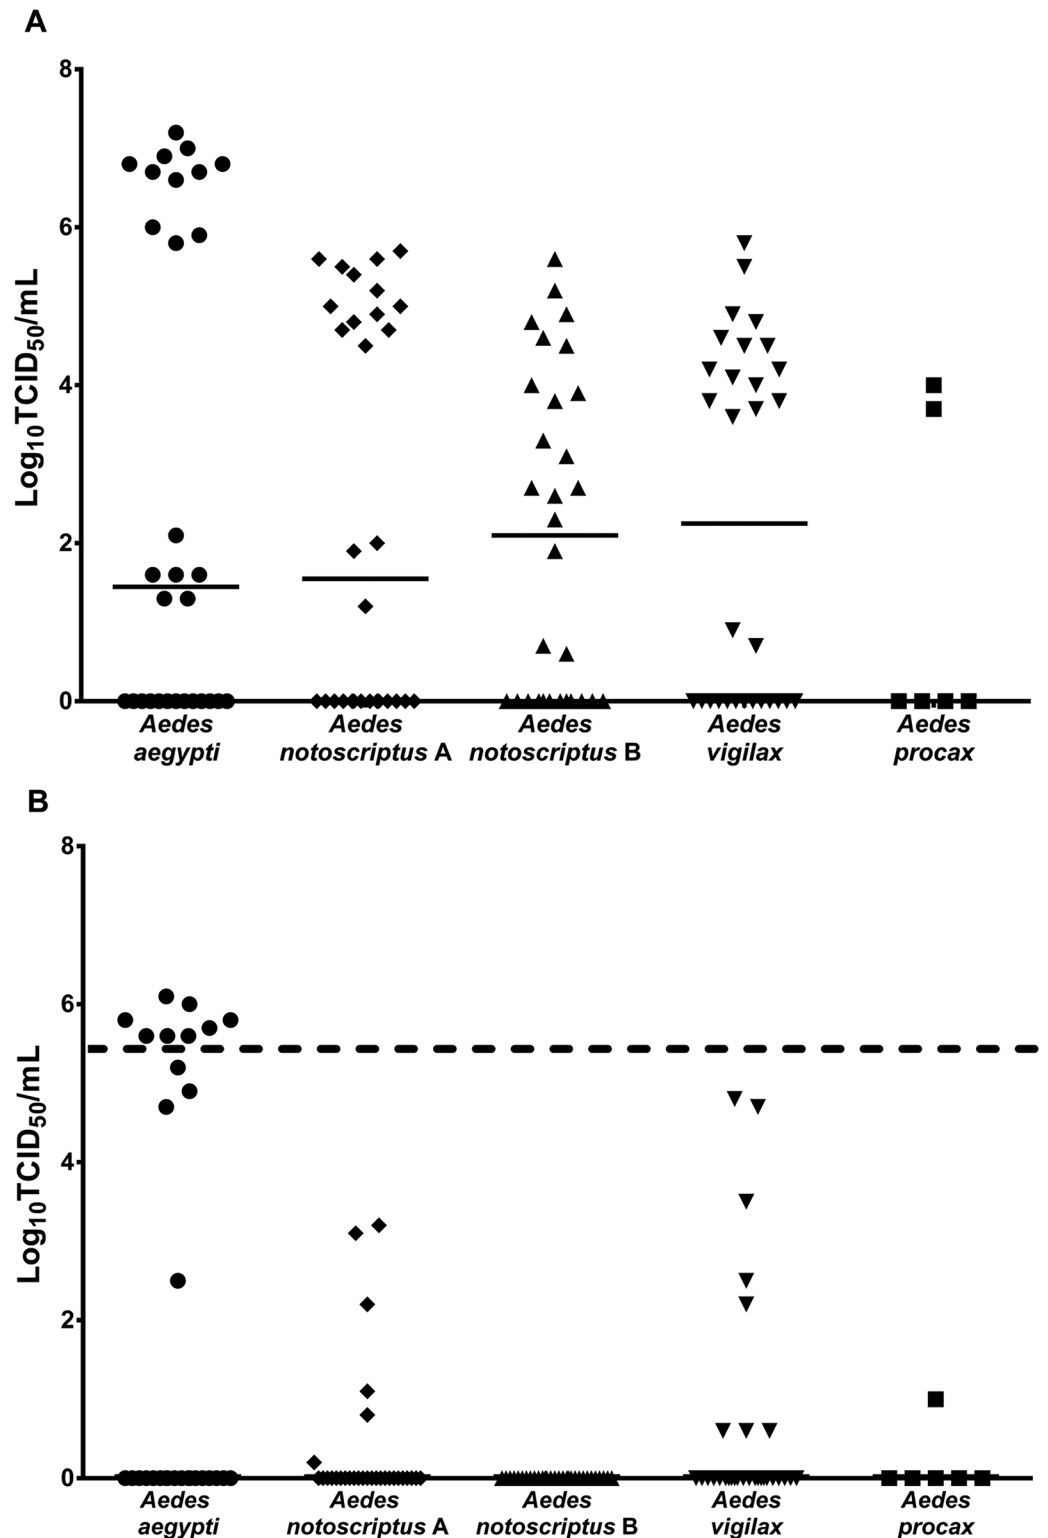 A
8
6
4
2
0
Log10TCID50/mL
Aedes aegypti
Aedes notoscriptus A
Aedes notoscriptus B
Aedes vigilax
Aedes procax
B
8
6
4
2
0
Log10TCID50/mL
Aedes aegypti
Aedes notoscriptus A
Aedes notoscriptus B
Aedes vigilax
Aedes procax